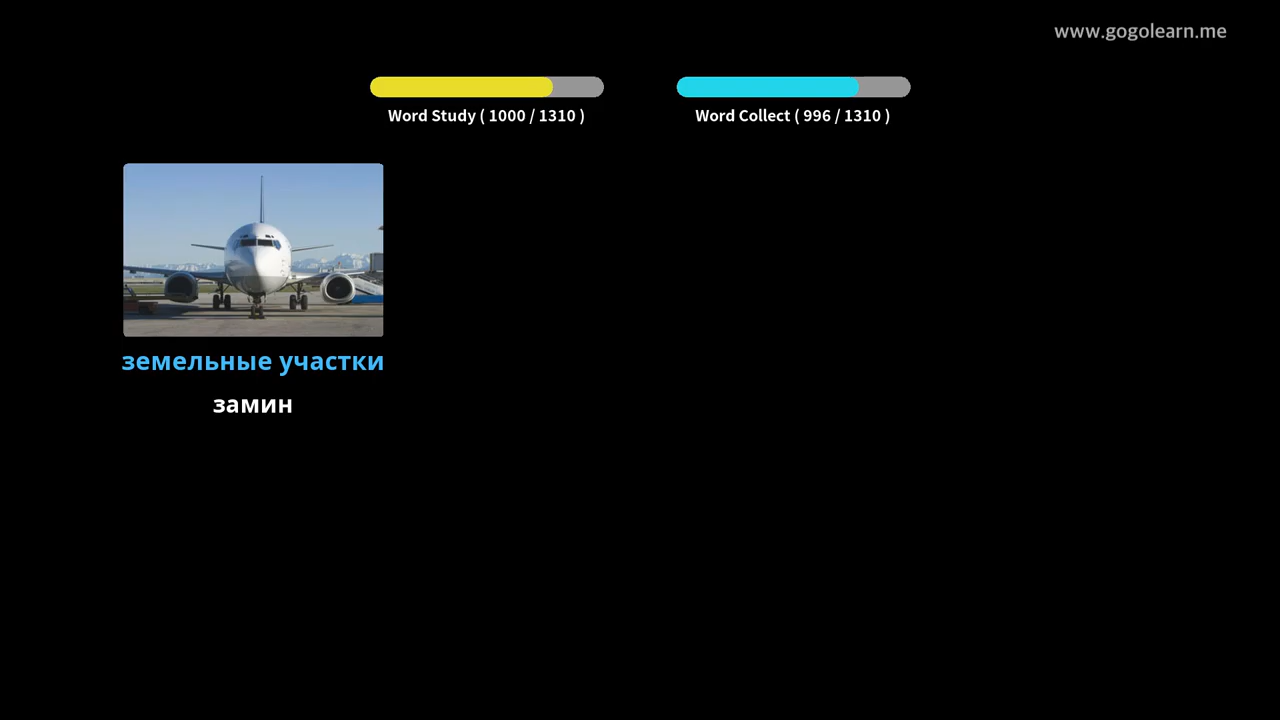 www.gogolearn.me
Word Study ( 1000 / 1310 )
Word Collect ( 996 / 1310 )
земельные участки
замин